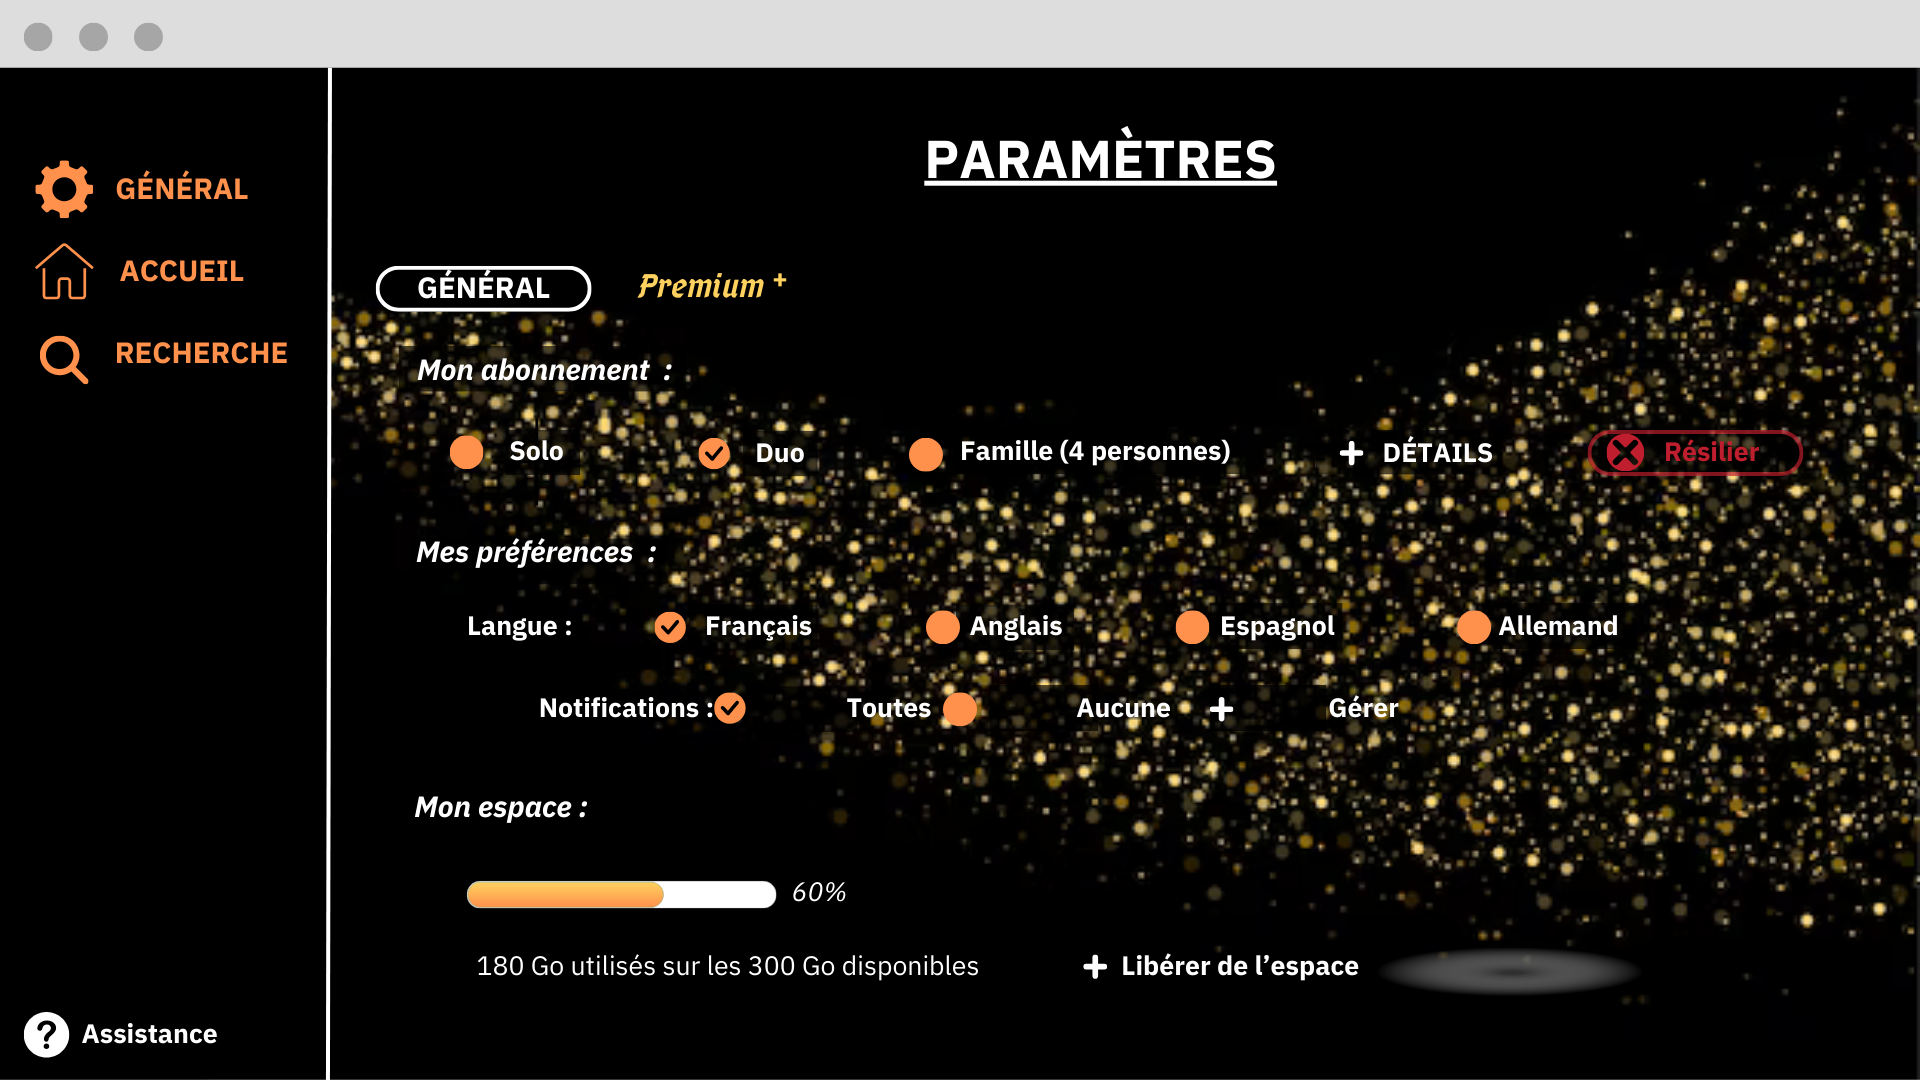 PARAMÈTRES
GÉNÉRAL
ACCUEIL
RECHERCHE
GÉNÉRAL Premium +
Mon abonnement :
Solo Duo Famille (4 personnes) + DÉTAILS Résilier
Mes préférences :
Langue : Français Anglais Espagnol Allemand
Notifications : Toutes Aucune + Gérer
Mon espace :
60%
180 Go utilisés sur les 300 Go disponibles + Libérer de l’espace
? Assistance